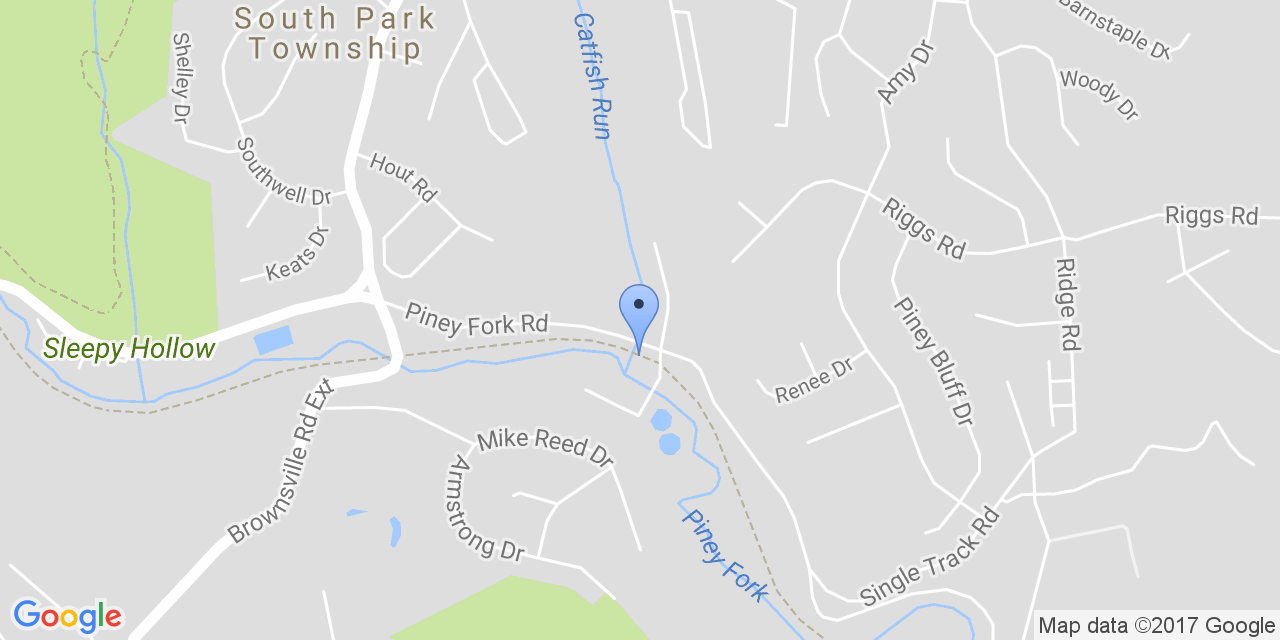 South Park
Township
Catfish Run
Barnstaple Dr
Shelley Dr
Amy Dr
Woody Dr
Hout Rd
Southwell Dr
Riggs Rd
Riggs Rd
Keats Dr
Ridge Rd
Piney Fork Rd
Piney Bluff Dr
Sleepy Hollow
Renee Dr
Brownsville Rd Ext
Mike Reed Dr
Armstrong Dr
Piney Fork
Single Track Rd
Google
Map data ©2017 Google